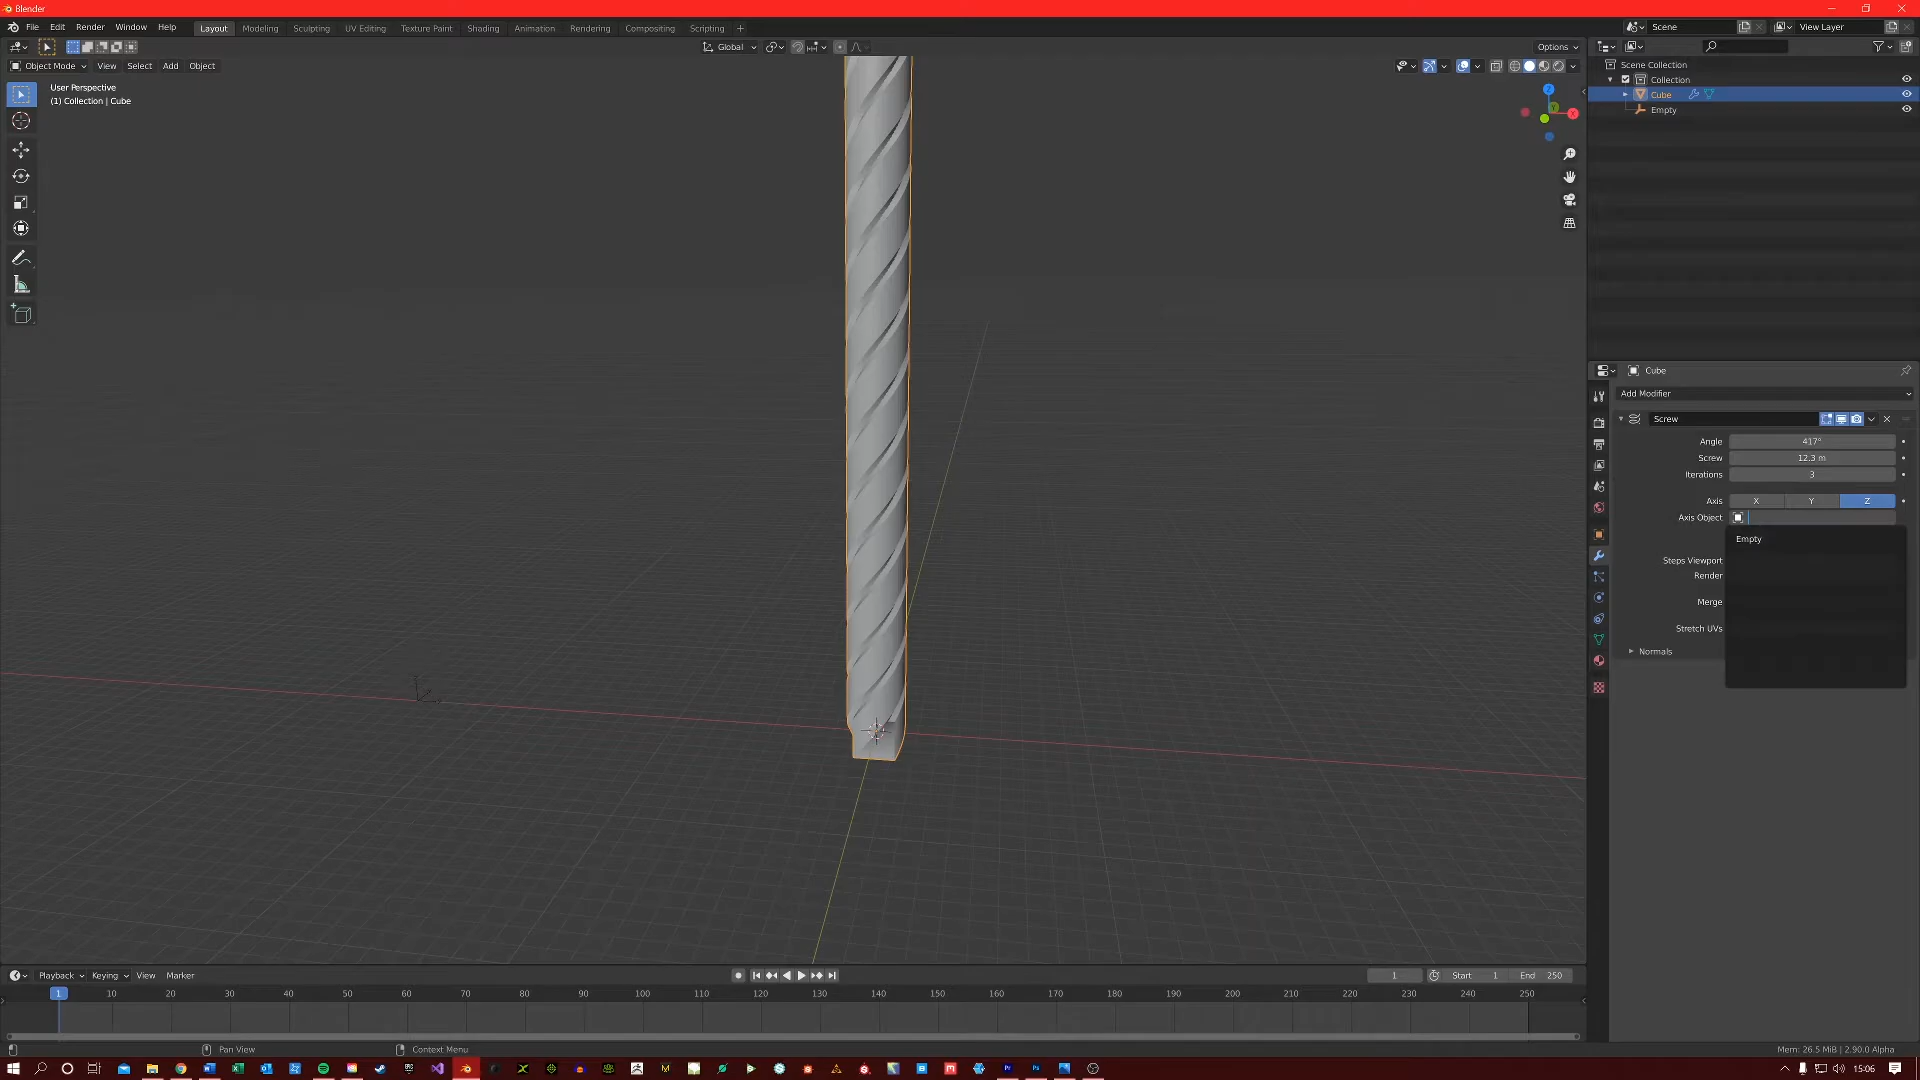 Blender
File Edit Render Window Help Layout Modeling Sculpting UV Editing Texture Paint Shading Animation Rendering Compositing Scripting + Scene View Layer
Global Options
Object Mode View Select Add Object
User Perspective
(1) Collection | Cube
Z
X
Scene Collection
Collection
Cube
Empty
Cube
Add Modifier
Screw
Angle 417°
Screw 12.3 m
Iterations 3
Axis X Y Z
Axis Object
Empty
Steps Viewport
Render
Merge
Stretch UVs
Normals
Playback Keying View Marker 1 Start 1 End 250
1 10 20 30 40 50 60 70 80 90 100 110 120 130 140 150 160 170 180 190 200 210 220 230 240 250
Pan View Context Menu Mem: 26.5 MiB | 2.90.0 Alpha
15:06